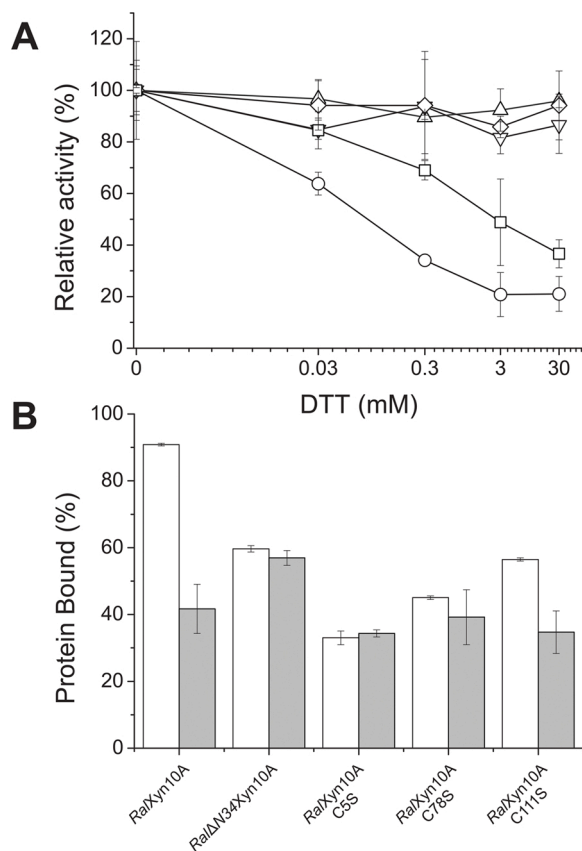 A
120
100
80
60
40
20
0
Relative activity (%)
0 0.03 0.3 3 30
DTT (mM)
B
100
80
60
40
20
0
Protein Bound (%)
RalXyn10A
RalΔN34Xyn10A
RalXyn10A
C5S
RalXyn10A
C78S
RalXyn10A
C111S